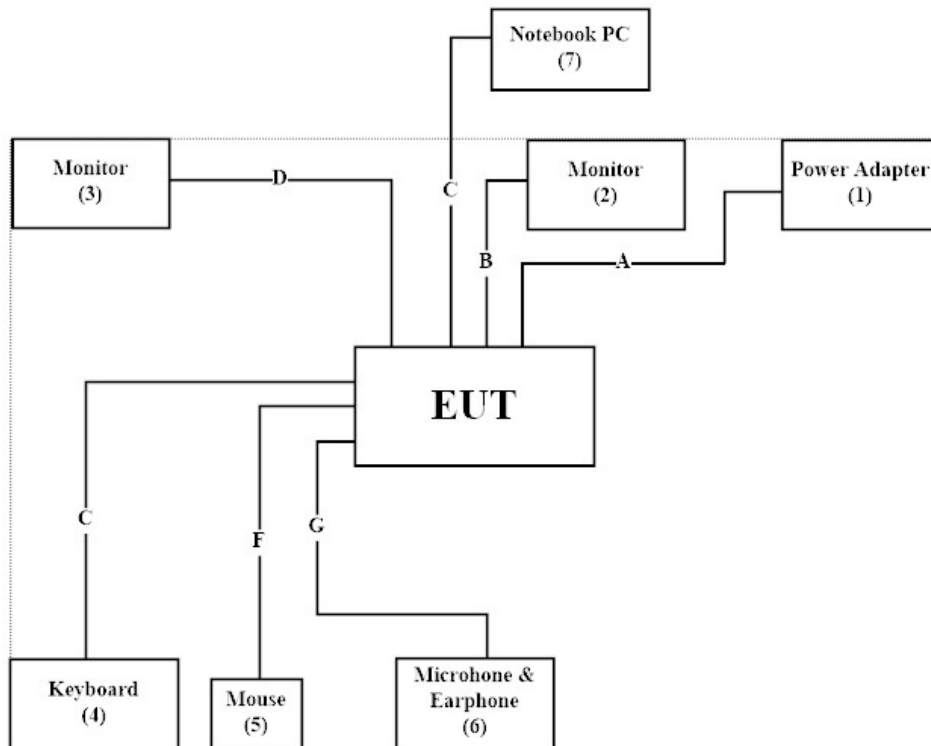 Notebook PC
(7)
Monitor
(3)
D
C
Monitor
(2)
Power Adapter
(1)
B
A
EUT
C
F
G
Keyboard
(4)
Mouse
(5)
Microhone &
Earphone
(6)